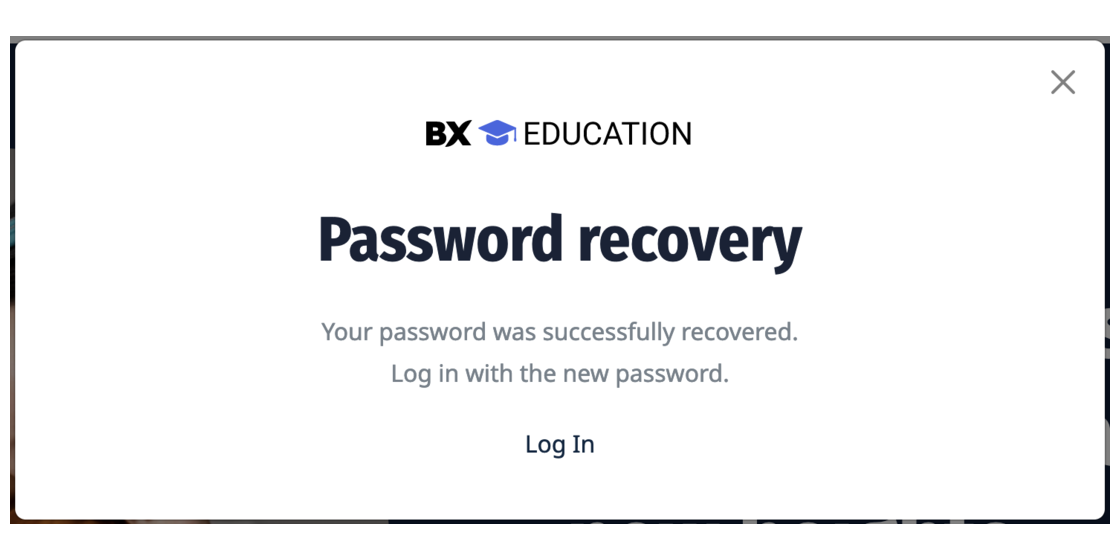 BX EDUCATION
Password recovery
Your password was successfully recovered.
Log in with the new password.
Log In